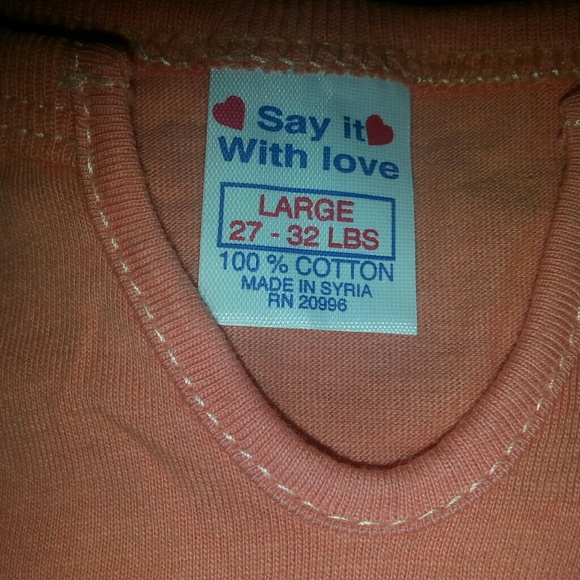 Say it
With love
LARGE
27 - 32 LBS
100 % COTTON
MADE IN SYRIA
RN 20996